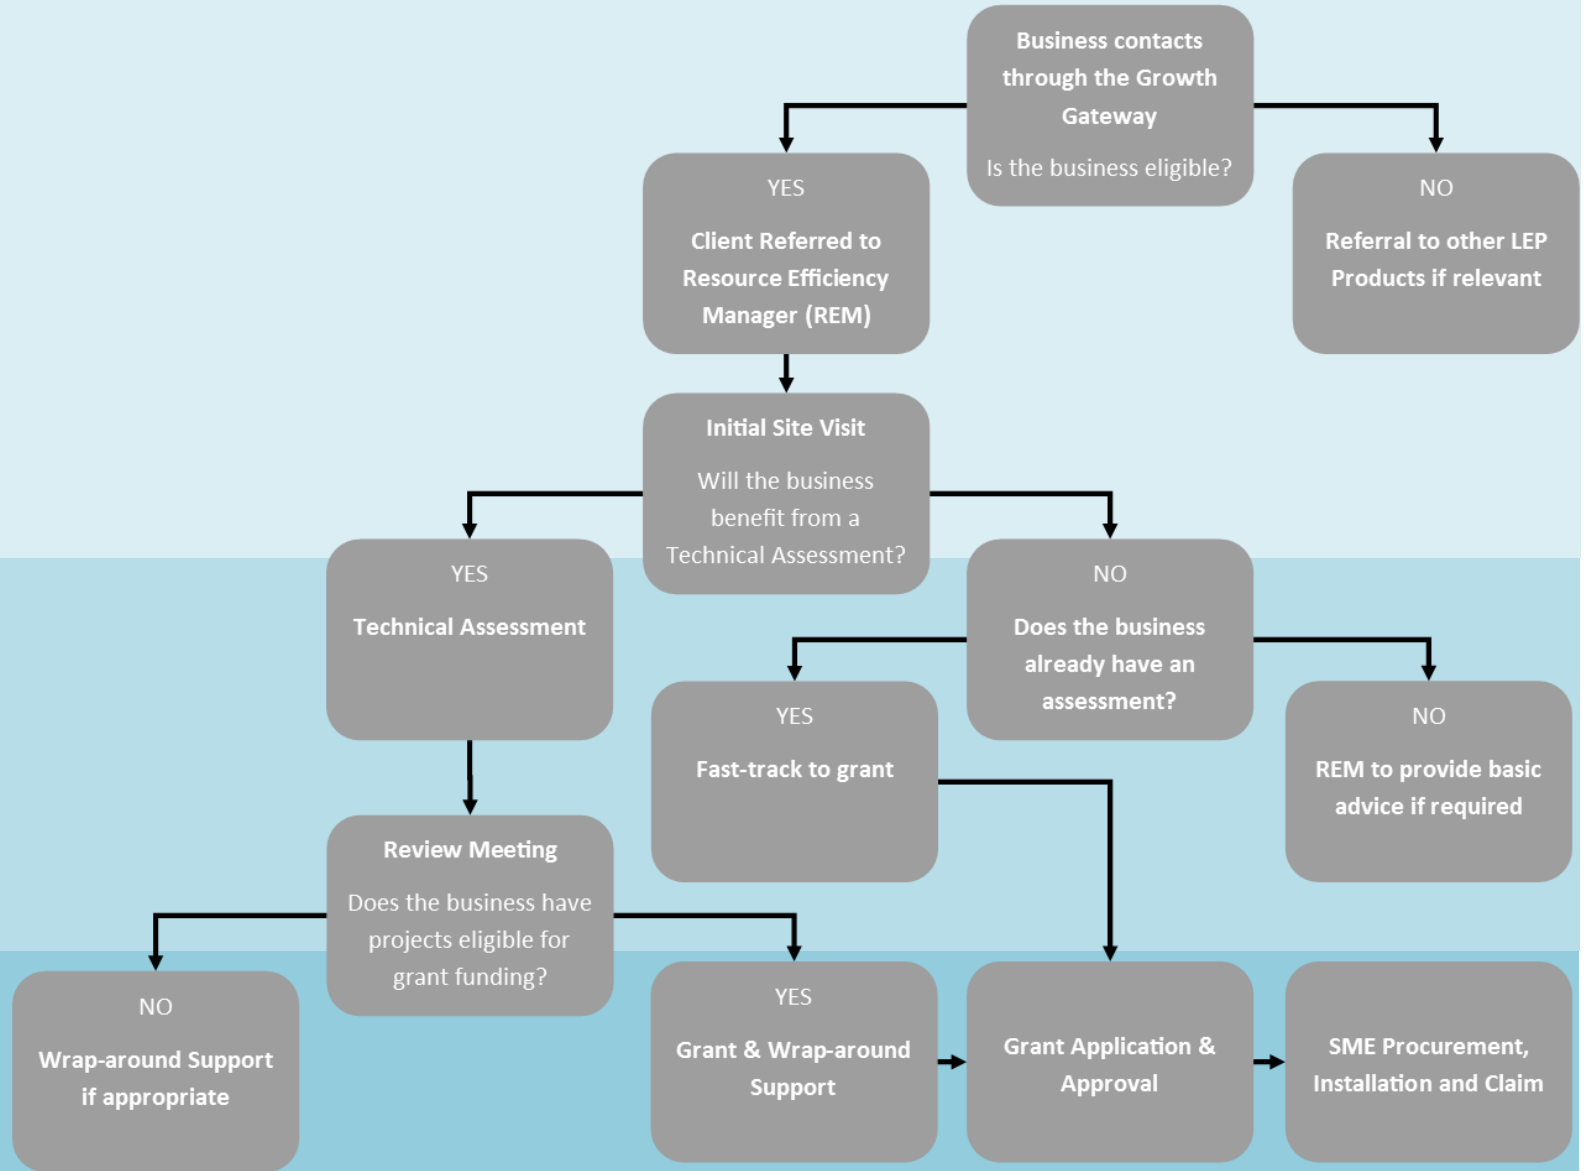 Business contacts
through the Growth
Gateway
Is the business eligible?
YES
Client Referred to
Resource Efficiency
Manager (REM)
NO
Referral to other LEP
Products if relevant
Initial Site Visit
Will the business
benefit from a
Technical Assessment?
YES
Technical Assessment
NO
Does the business
already have an
assessment?
YES
Fast-track to grant
NO
REM to provide basic
advice if required
Review Meeting
Does the business have
projects eligible for
grant funding?
NO
Wrap-around Support
if appropriate
YES
Grant & Wrap-around
Support
Grant Application &
Approval
SME Procurement,
Installation and Claim